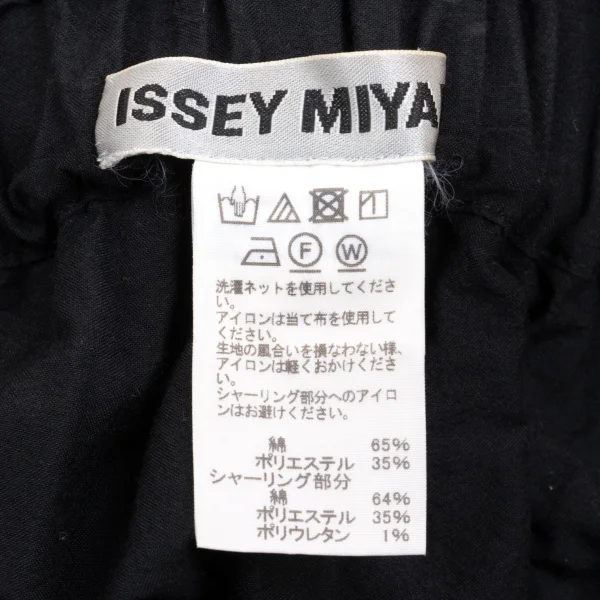 ISSEY MIYA
F W
洗濯ネットを使用してくださ
い。
アイロンは当て布を使用して
ください。
生地の風合いを損なわない様、
アイロンは軽くおかけくださ
い。
シャーリング部分へのアイロ
ンはお避けください。
綿 65%
ポリエステル 35%
シャーリング部分
綿 64%
ポリエステル 35%
ポリウレタン 1%